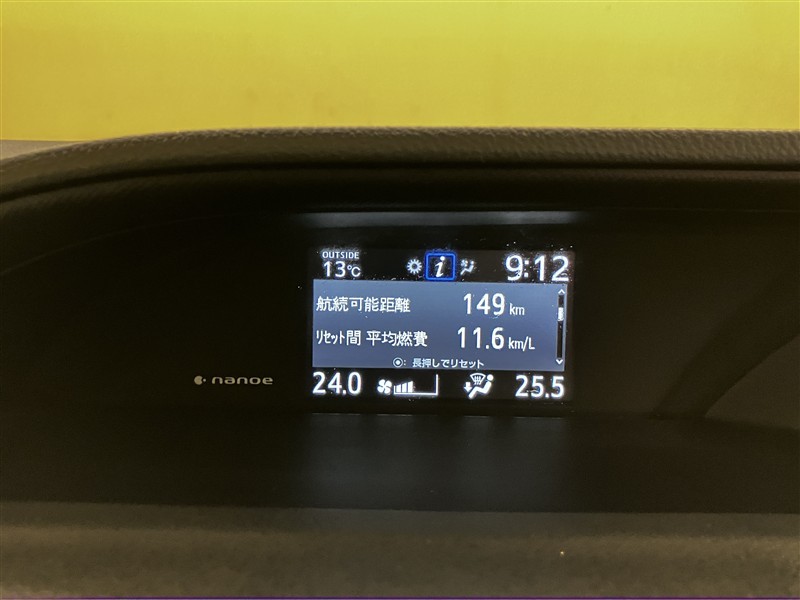 OUTSIDE
13℃ i 9:12
航続可能距離 149 km
ﾘｾｯﾄ間 平均燃費 11.6 km/L
⦿: 長押しでリセット
nanoe
24.0 25.5